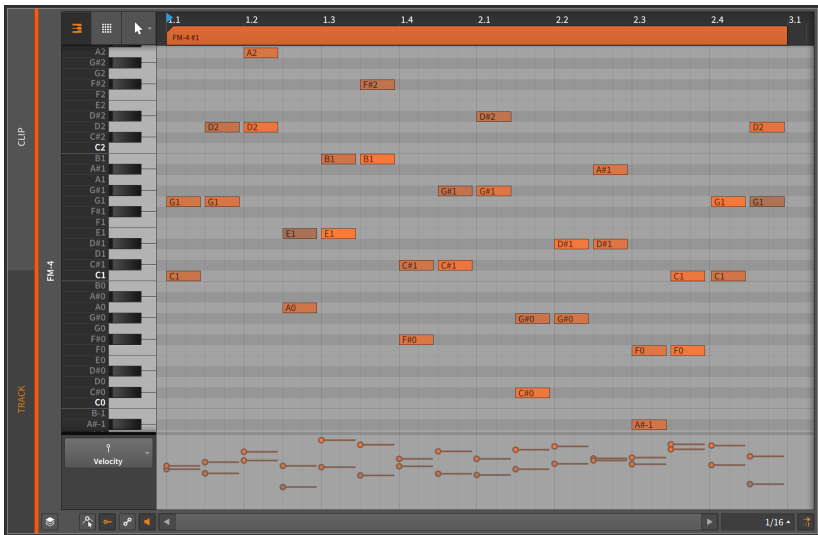 1.1 1.2 1.3 1.4 2.1 2.2 2.3 2.4 3.1
FM-4 #1
CLIP
TRACK
FM-4
A2 A2
G#2
G2
F#2 F#2
F2
E2
D#2 D#2
D2 D2 D2 D2
C#2
C2
B1 B1 B1
A#1 A#1
A1
G#1 G#1 G#1
G1 G1 G1 G1 G1
F#1
F1
E1 E1 E1
D#1 D#1 D#1
D1
C#1 C#1 C#1
C1 C1 C1 C1
B0
A#0
A0 A0
G#0 G#0 G#0
G0
F#0 F#0
F0 F0 F0
E0
D#0
D0
C#0 C#0
C0
B-1
A#-1 A#-1
Velocity
1/16